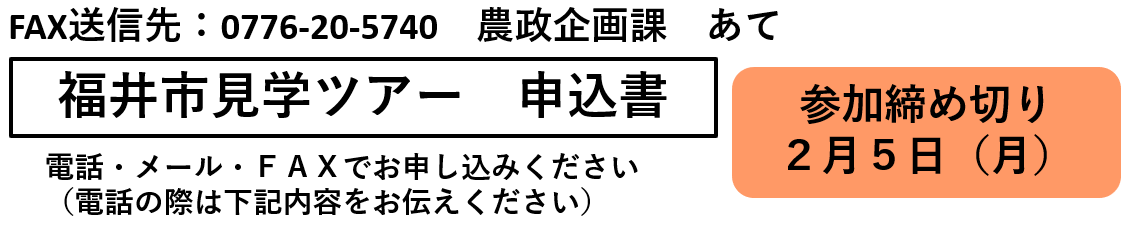 FAX送信先：0776-20-5740　農政企画課　あて
福井市見学ツアー　申込書
参加締め切り
２月５日（月）
電話・メール・ＦＡＸでお申し込みください
（電話の際は下記内容をお伝えください）